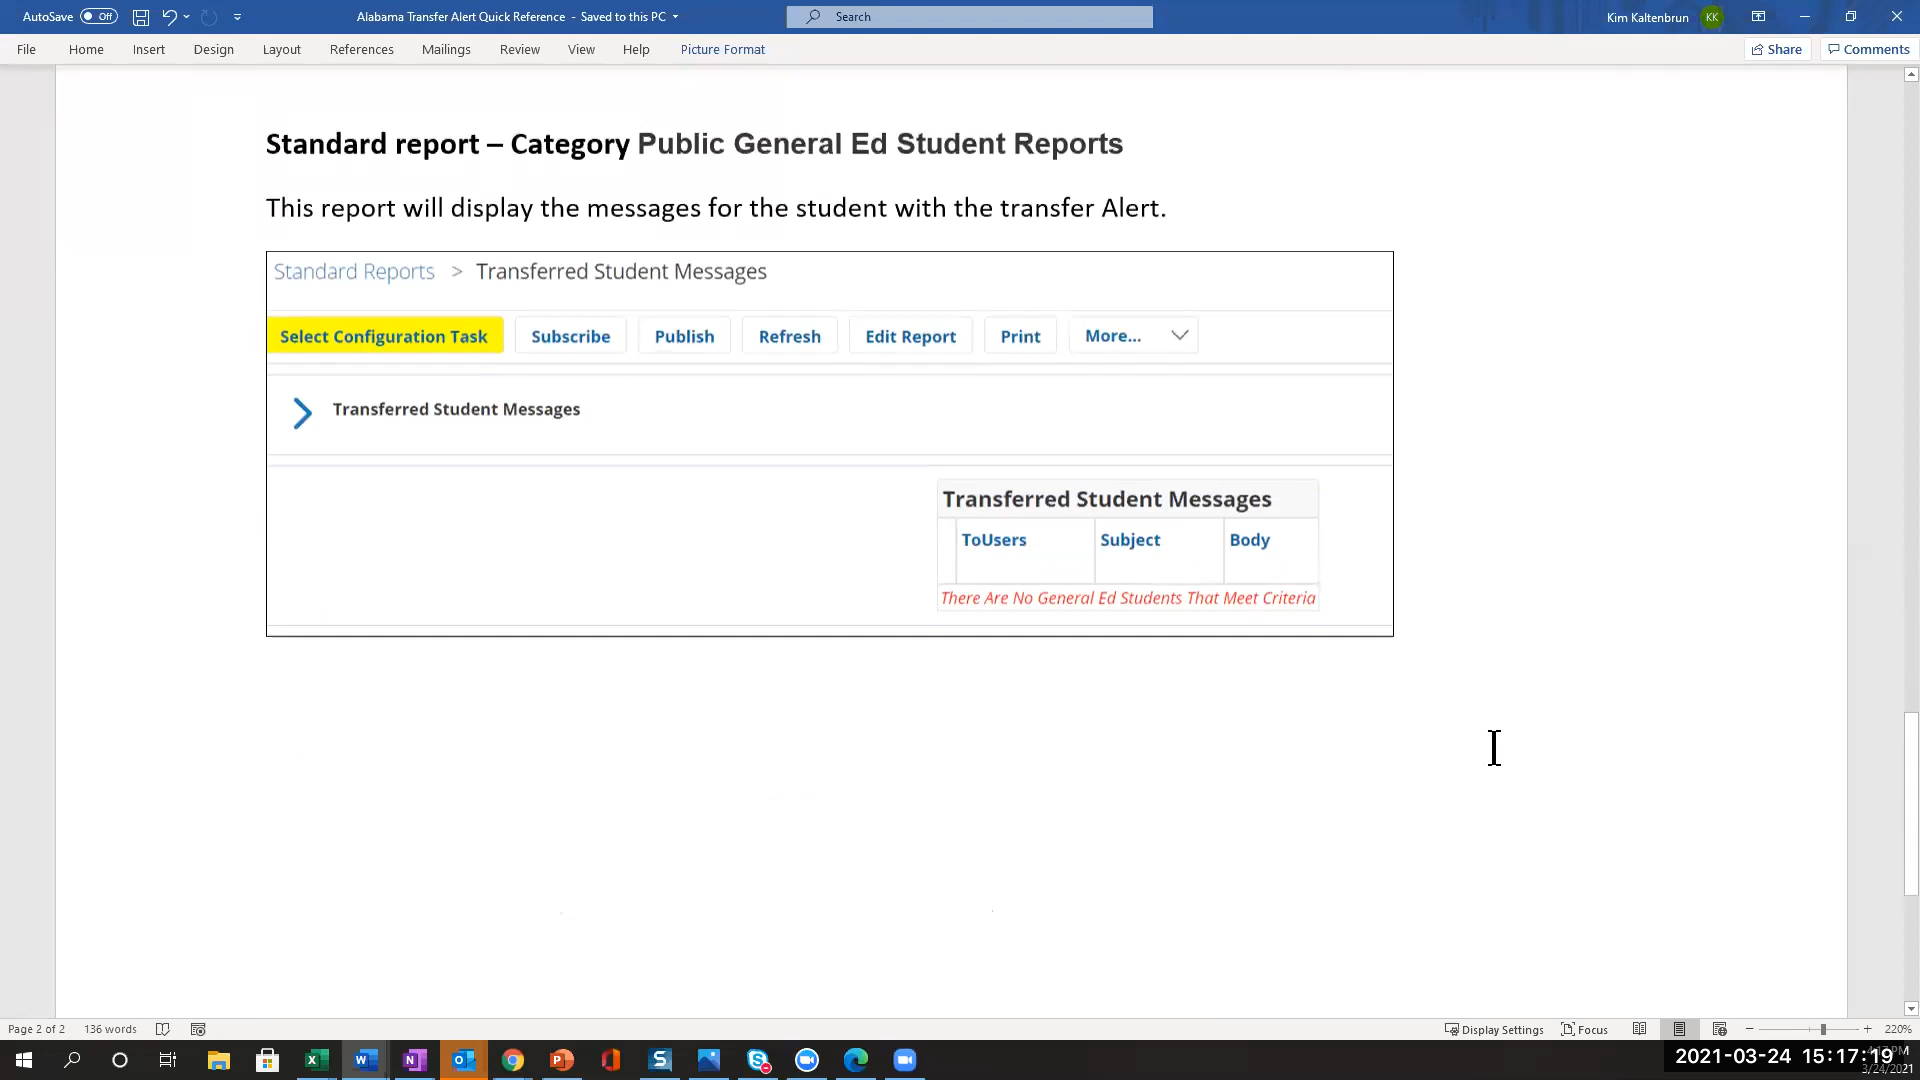 AutoSave Off Alabama Transfer Alert Quick Reference - Saved to this PC Search Kim Kaltenbrun KK
File Home Insert Design Layout References Mailings Review View Help Picture Format Share Comments
Standard report – Category Public General Ed Student Reports
This report will display the messages for the student with the transfer Alert.
Standard Reports > Transferred Student Messages
Select Configuration Task Subscribe Publish Refresh Edit Report Print More...
Transferred Student Messages
Transferred Student Messages
ToUsers Subject Body
There Are No General Ed Students That Meet Criteria
Page 2 of 2 136 words Display Settings Focus 220%
2021-03-24 15:17:19
3/24/2021